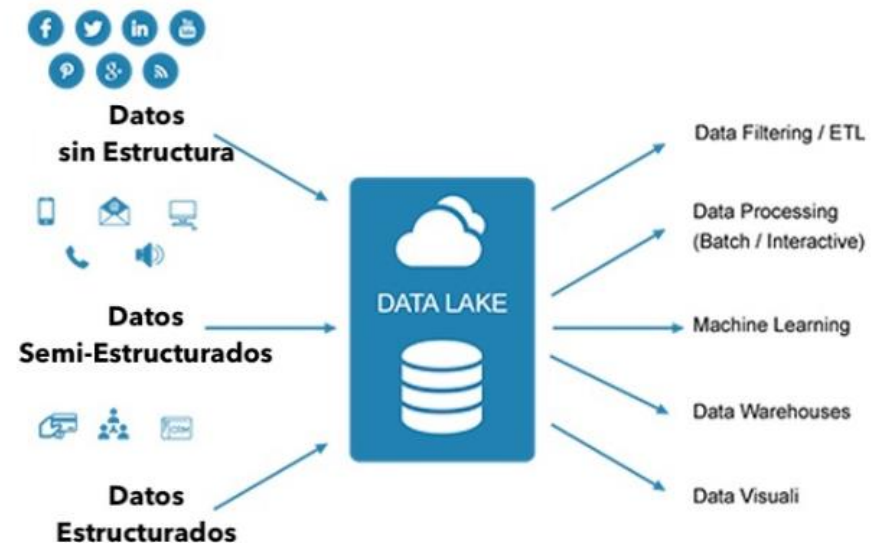 Datos
sin Estructura
Datos
Semi-Estructurados
CRM
Datos
Estructurados
DATA LAKE
Data Filtering / ETL
Data Processing
(Batch / Interactive)
Machine Learning
Data Warehouses
Data Visuali